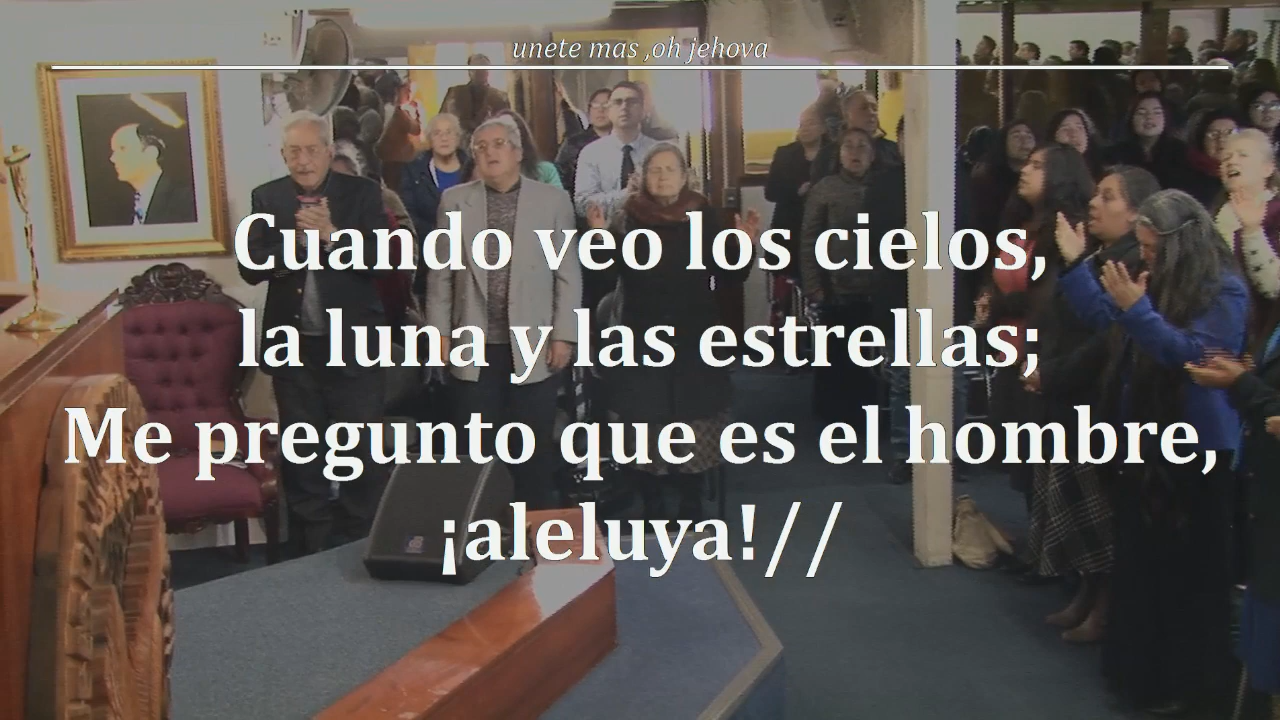 unete mas ,oh jehova
Cuando veo los cielos,
la luna y las estrellas;
Me pregunto que es el hombre,
¡aleluya!//